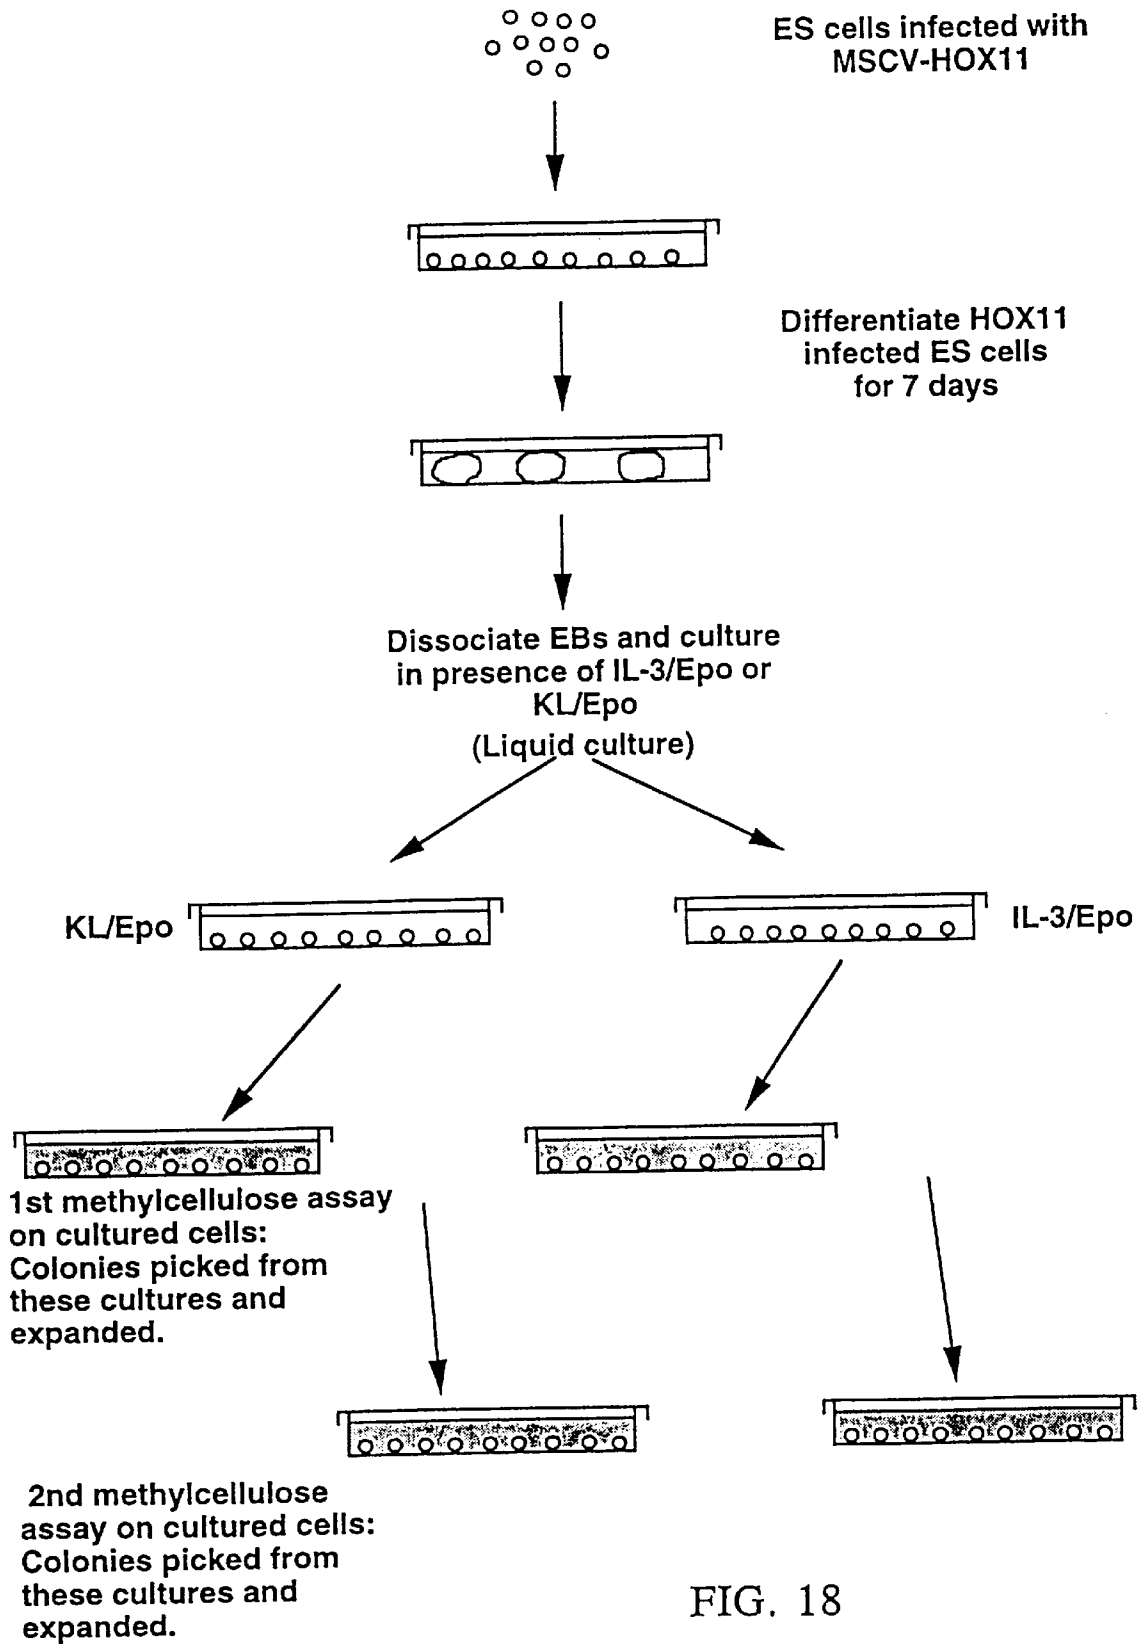 ES cells infected with
MSCV-HOX11
Differentiate HOX11
infected ES cells
for 7 days
Dissociate EBs and culture
in presence of IL-3/Epo or
KL/Epo
(Liquid culture)
KL/Epo
IL-3/Epo
1st methylcellulose assay
on cultured cells:
Colonies picked from
these cultures and
expanded.
2nd methylcellulose
assay on cultured cells:
Colonies picked from
these cultures and
expanded.
FIG. 18